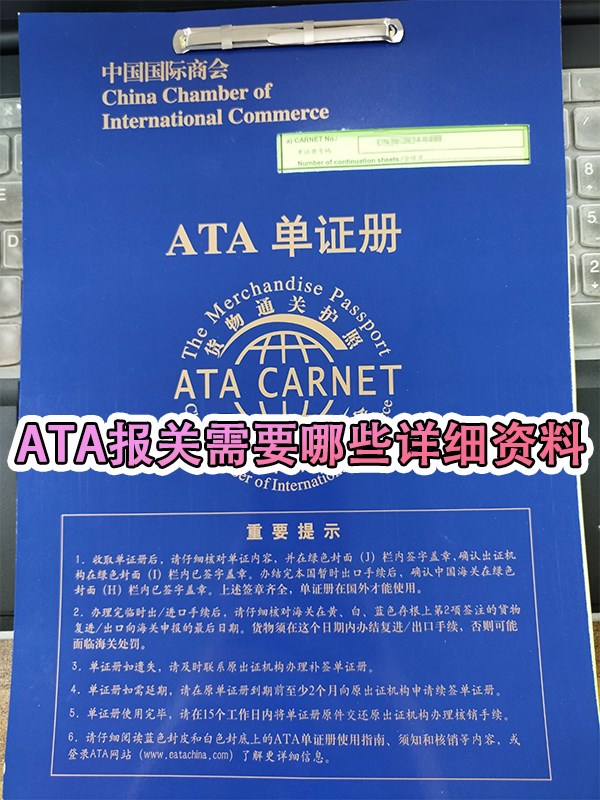 中国国际商会
China Chamber of
International Commerce
a) CARNET No./
单证册号码
Number of continuation sheets /
ATA 单证册
The Merchandise Passport
货物通关护照
ATA CARNET
ATA报关需要哪些详细资料
er of Internation
重要提示
1．收取单证册后，请仔细核对单证内容，并在绿色封面（J）栏内签字盖章、确认出证机
构在绿色封面（I）栏内已签字盖章。办结完本国暂时出口手续后，确认中国海关在绿色
封面（H）栏内已签字盖章。上述签章齐全，单证册在国外才能使用。
2．办理完临时出/进口手续后，请仔细核对海关在黄、白、蓝色存根上第2项签注的货物
复进/出口向海关申报的最后日期。货物须在这个日期内办结复进/出口手续，否则可能
面临海关处罚。
3．单证册如遗失，请及时联系原出证机构办理补签单证册。
4．单证册如需延期，请在原单证册到期前至少2个月向原出证机构申请续签单证册。
5．单证册使用完毕，请在15个工作日内将单证册原件交还原出证机构办理核销手续。
6．请仔细阅读蓝色封皮和白色封底上的ATA单证册使用指南、须知和核销等内容，或
登录ATA网站（www.eatachina.com）了解更详细信息。